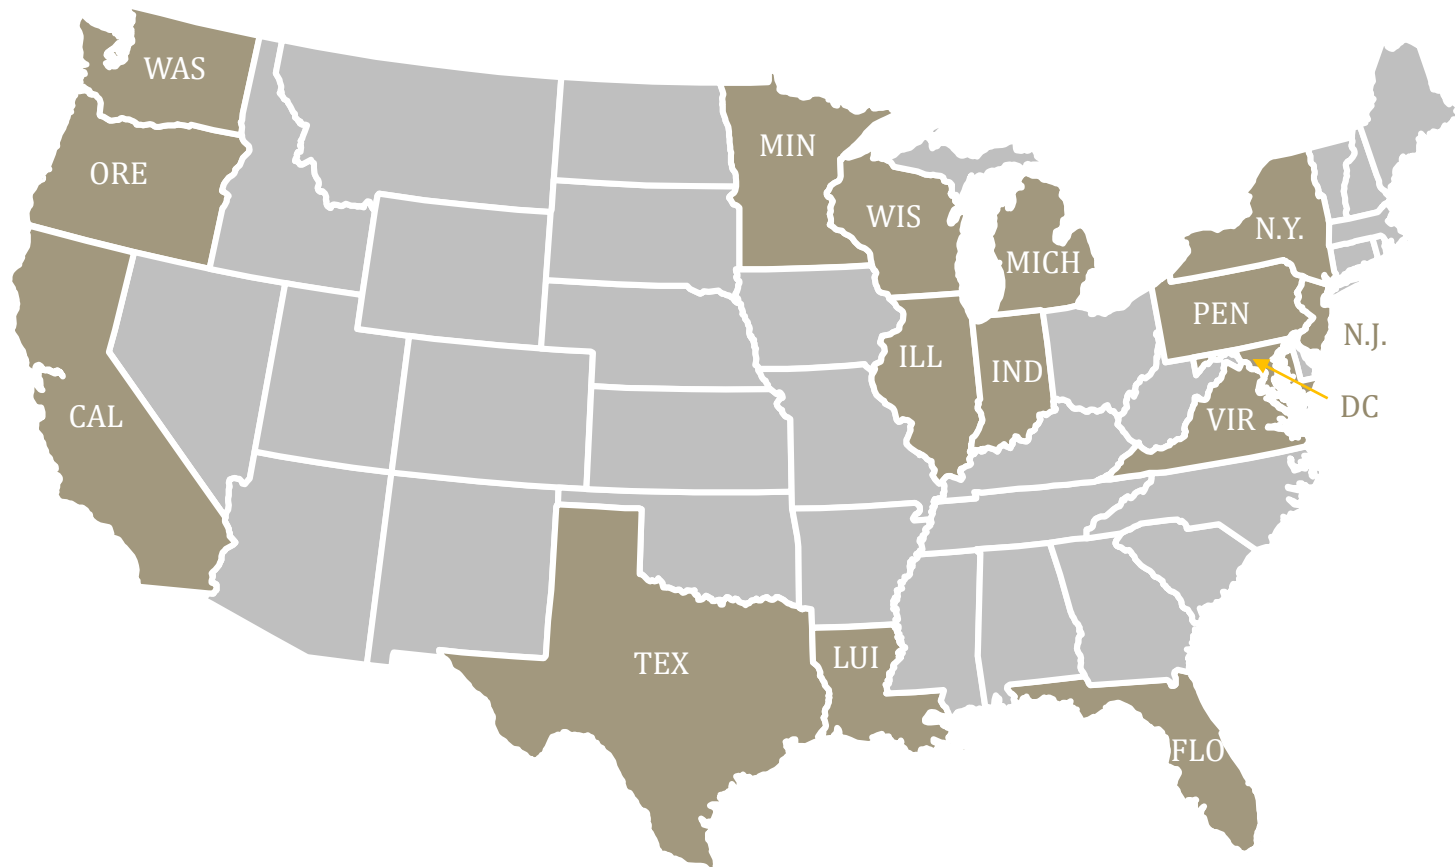 WAS
MIN
ORE
WIS
N.Y.
MICH
PEN
N.J.
ILL
IND
CAL
DC
VIR
TEX
LUI
FLO